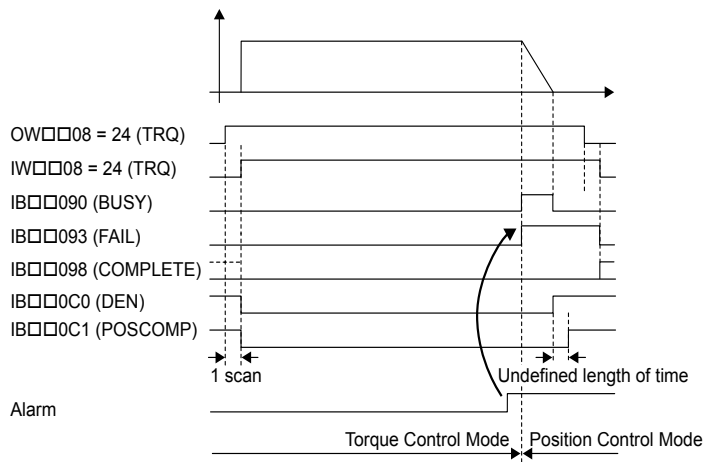 OW□□08 = 24 (TRQ)
IW□□08 = 24 (TRQ)
IB□□090 (BUSY)
IB□□093 (FAIL)
IB□□098 (COMPLETE)
IB□□0C0 (DEN)
IB□□0C1 (POSCOMP)
1 scan
Undefined length of time
Alarm
Torque Control Mode
Position Control Mode